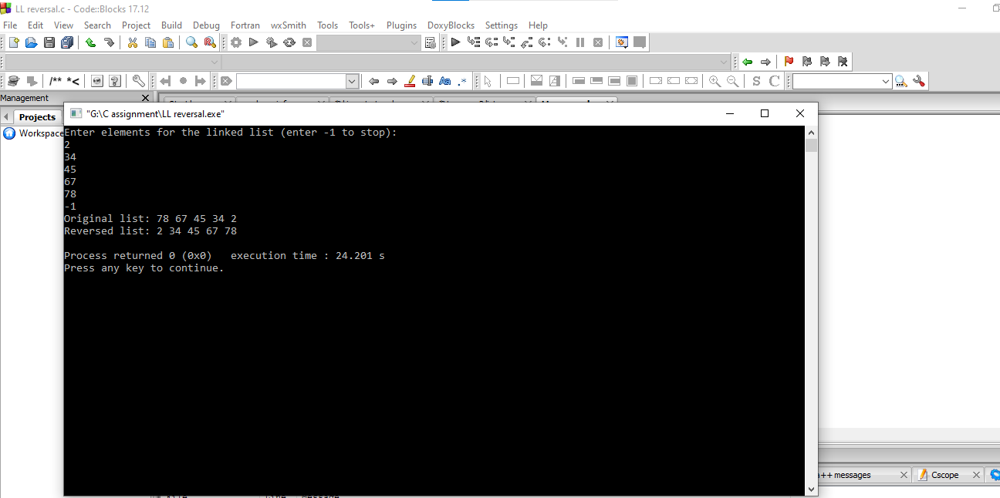 LL reversal.c - Code::Blocks 17.12
File Edit View Search Project Build Debug Fortran wxSmith Tools Tools+ Plugins DoxyBlocks Settings Help
/** *<
Aa .* S C
Management
Projects
Workspace
"G:\C assignment\LL reversal.exe"
Enter elements for the linked list (enter -1 to stop):
2
34
45
67
78
-1
Original list: 78 67 45 34 2
Reversed list: 2 34 45 67 78
Process returned 0 (0x0) execution time : 24.201 s
Press any key to continue.
++ messages
Cscope